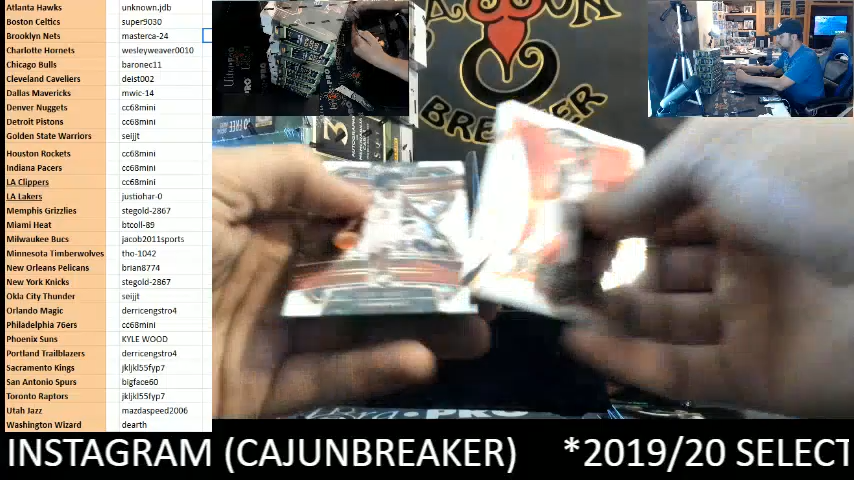 Atlanta Hawks unknown.jdb
Boston Celtics super9030
Brooklyn Nets masterca-24
Charlotte Hornets wesleyweaver0010
Chicago Bulls baronec11
Cleveland Cavaliers deist002
Dallas Mavericks mwic-14
Denver Nuggets cc68mini
Detroit Pistons cc68mini
Golden State Warriors seijjt
Houston Rockets cc68mini
Indiana Pacers cc68mini
LA Clippers cc68mini
LA Lakers justiohar-0
Memphis Grizzlies stegold-2867
Miami Heat btcoll-89
Milwaukee Bucs jacob2011sports
Minnesota Timberwolves tho-1042
New Orleans Pelicans brian8774
New York Knicks stegold-2867
Okla City Thunder seijjt
Orlando Magic derricengstro4
Philadelphia 76ers cc68mini
Phoenix Suns KYLE WOOD
Portland Trailblazers derricengstro4
Sacramento Kings jkljkl55fyp7
San Antonio Spurs bigface60
Toronto Raptors jkljkl55fyp7
Utah Jazz mazdaspeed2006
Washington Wizard dearth
BREAKER
PRO
INSTAGRAM (CAJUNBREAKER) *2019/20 SELECT